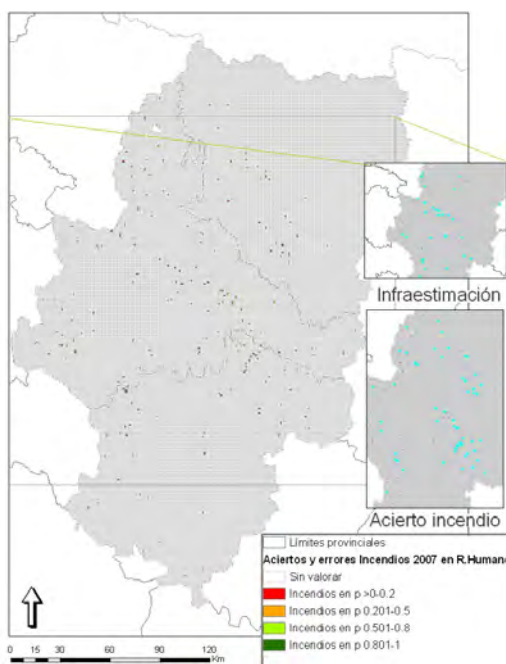 Infraestimación
Acierto incendio
Límites provinciales
Aciertos y errores Incendios 2007 en R.Humano
Sin valorar
Incendios en p >0-0.2
Incendios en p 0.201-0.5
Incendios en p 0.501-0.8
Incendios en p 0.801-1
0 15 30 60 90 120
Km